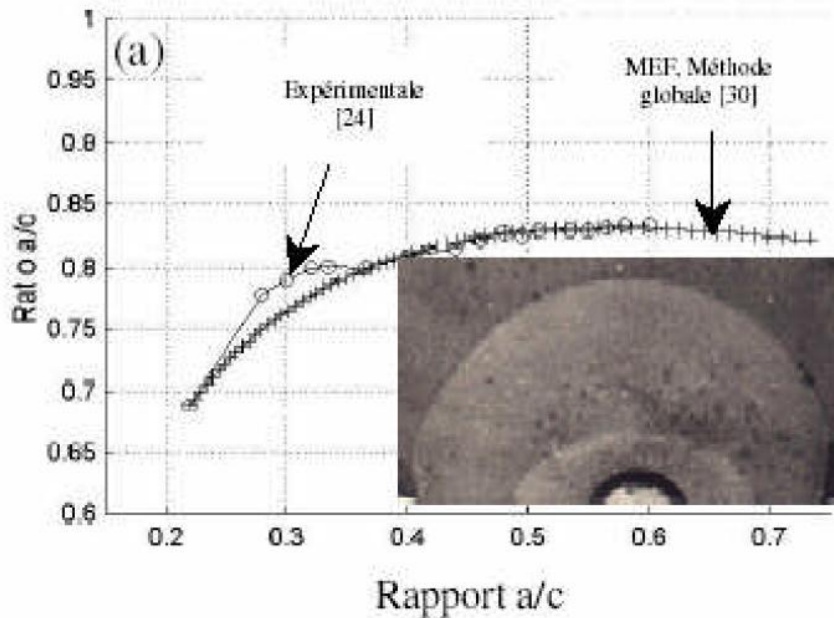 (a)
Expérimentale
[24]
MEF, Méthode
globale [30]
1
0.95
0.9
0.85
0.8
0.75
0.7
0.65
0.6
Rat o a/c
0.2 0.3 0.4 0.5 0.6 0.7
Rapport a/c